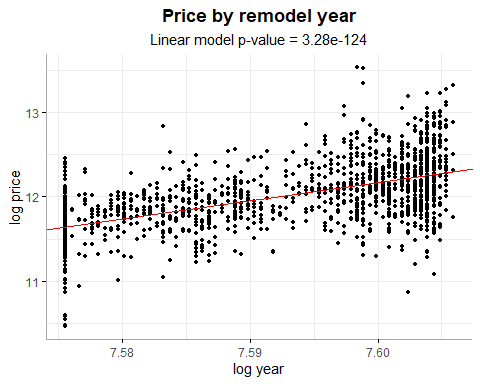 Price by remodel year
Linear model p-value = 3.28e-124
13
12
11
log price
7.58
7.59
7.60
log year